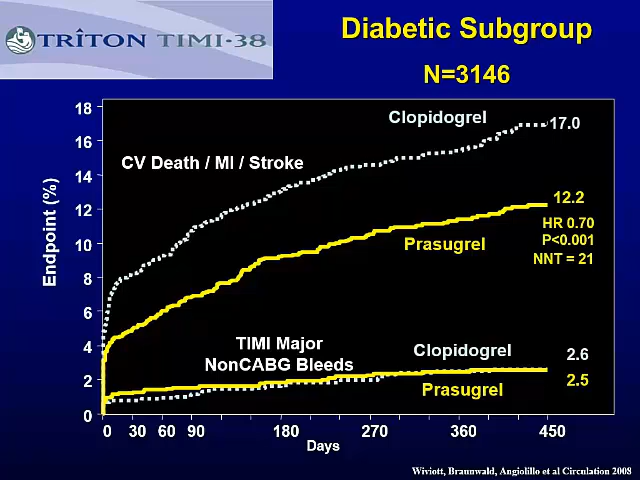 TRITON TIMI-38
Diabetic Subgroup
N=3146
18
16
14
12
10
8
6
4
2
0
Endpoint (%)
Clopidogrel
17.0
CV Death / MI / Stroke
12.2
HR 0.70
P<0.001
NNT = 21
Prasugrel
TIMI Major
NonCABG Bleeds
Clopidogrel
2.6
Prasugrel
2.5
0 30 60 90 180 270 360 450
Days
Wiviott, Braunwald, Angiolillo et al Circulation 2008